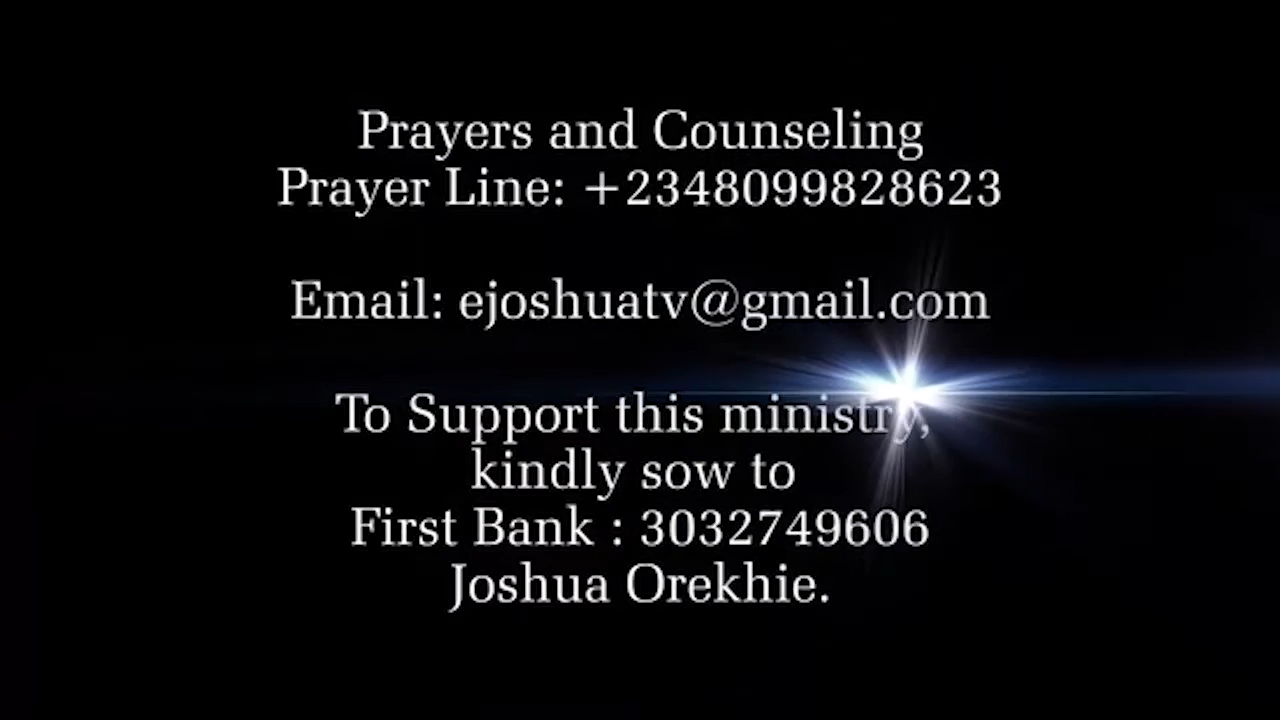 Prayers and Counseling
Prayer Line: +2348099828623
Email: ejoshuatv@gmail.com
To Support this ministry,
kindly sow to
First Bank : 3032749606
Joshua Orekhie.